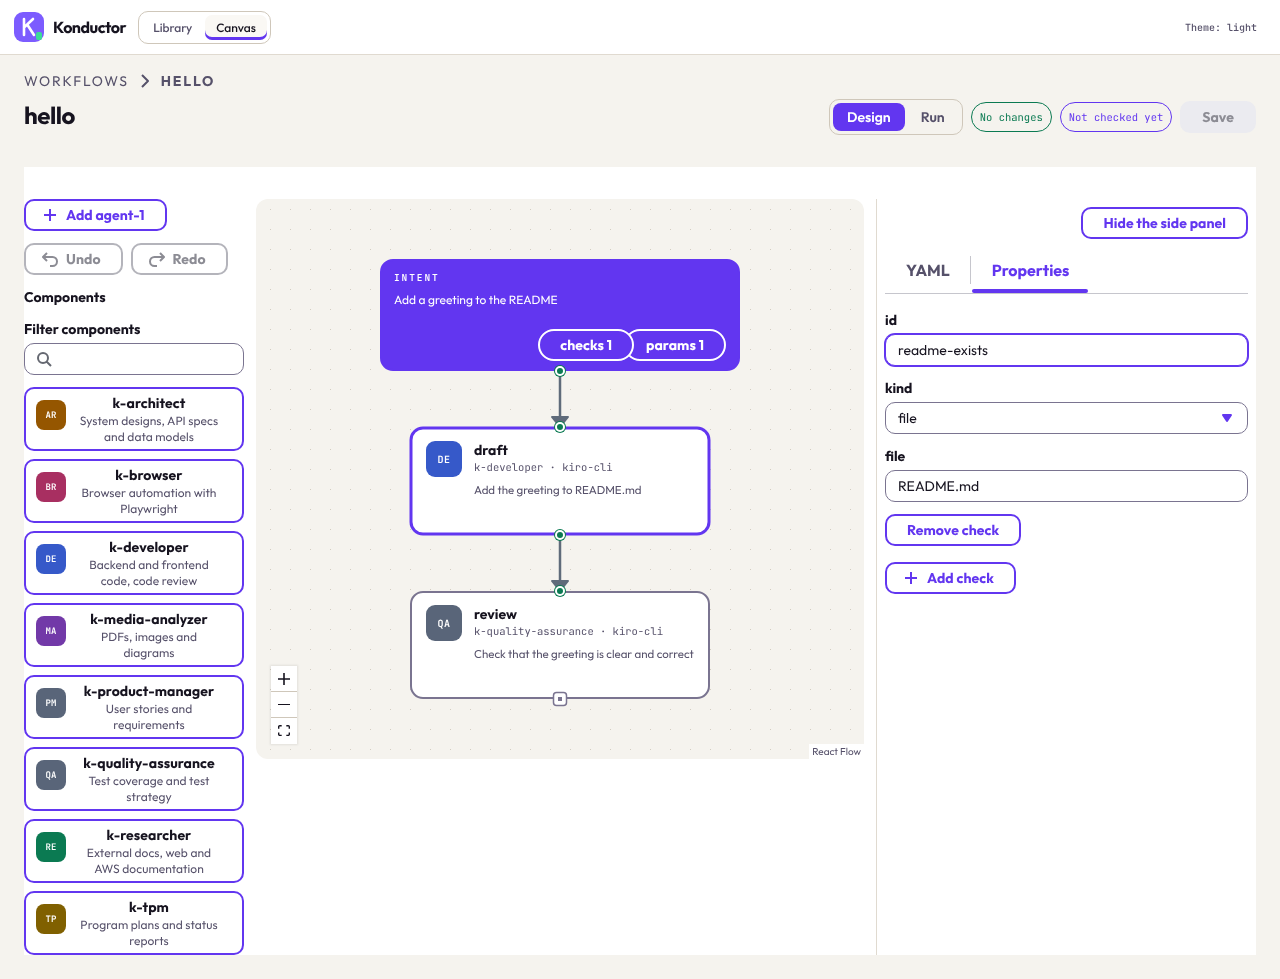 Konductor
Library
Canvas
Theme: light
WORKFLOWS > HELLO
hello
Design
Run
No changes
Not checked yet
Save
Add agent-1
Undo
Redo
Components
Filter components
AR
k-architect
System designs, API specs
and data models
BR
k-browser
Browser automation with
Playwright
DE
k-developer
Backend and frontend
code, code review
MA
k-media-analyzer
PDFs, images and
diagrams
PM
k-product-manager
User stories and
requirements
QA
k-quality-assurance
Test coverage and test
strategy
RE
k-researcher
External docs, web and
AWS documentation
TP
k-tpm
Program plans and status
reports
INTENT
Add a greeting to the README
checks 1
params 1
DE
draft
k-developer · kiro-cli
Add the greeting to README.md
QA
review
k-quality-assurance · kiro-cli
Check that the greeting is clear and correct
React Flow
Hide the side panel
YAML
Properties
id
readme-exists
kind
file
file
README.md
Remove check
Add check